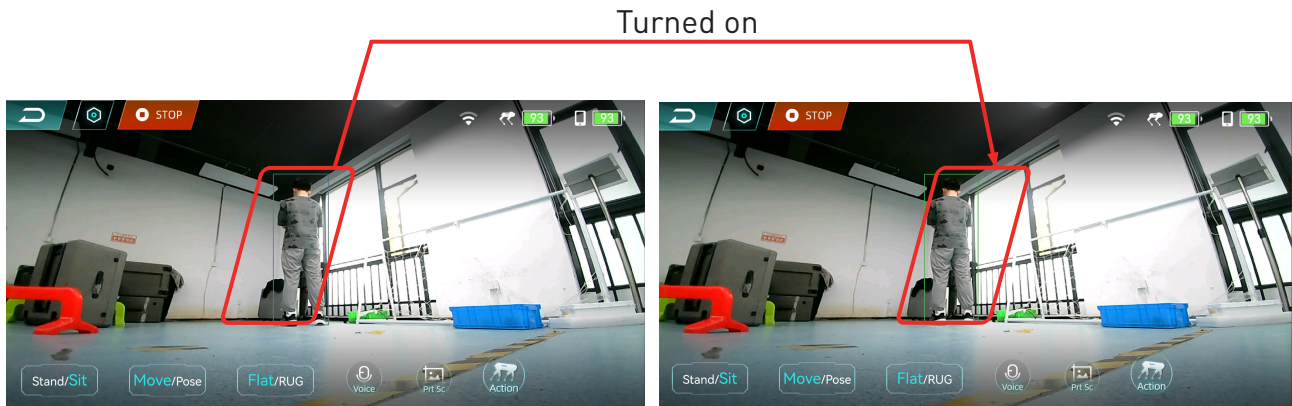 Turned on
STOP
93
93
STOP
93
93
Stand/Sit
Move/Pose
Flat/RUG
Voice
Prt Sc
Action
Stand/Sit
Move/Pose
Flat/RUG
Voice
Prt Sc
Action